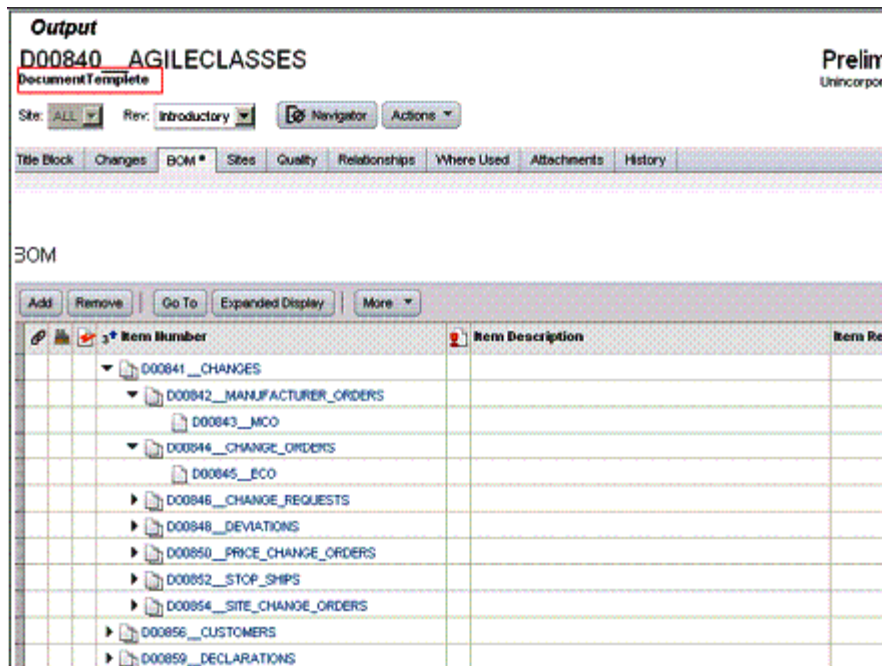 Output
D00840__AGILECLASSES
Prelim
DocumentTemplete
Unincorpor
Site: ALL Rev: Introductory Navigator Actions
Title Block Changes BOM Sites Quality Relationships Where Used Attachments History
BOM
Add Remove Go To Expanded Display More
3 Item Number Item Description Item Re
D00841__CHANGES
D00842__MANUFACTURER_ORDERS
D00843__MCO
D00844__CHANGE_ORDERS
D00845__ECO
D00846__CHANGE_REQUESTS
D00848__DEVIATIONS
D00850__PRICE_CHANGE_ORDERS
D00852__STOP_SHIPS
D00854__SITE_CHANGE_ORDERS
D00856__CUSTOMERS
D00859__DECLARATIONS